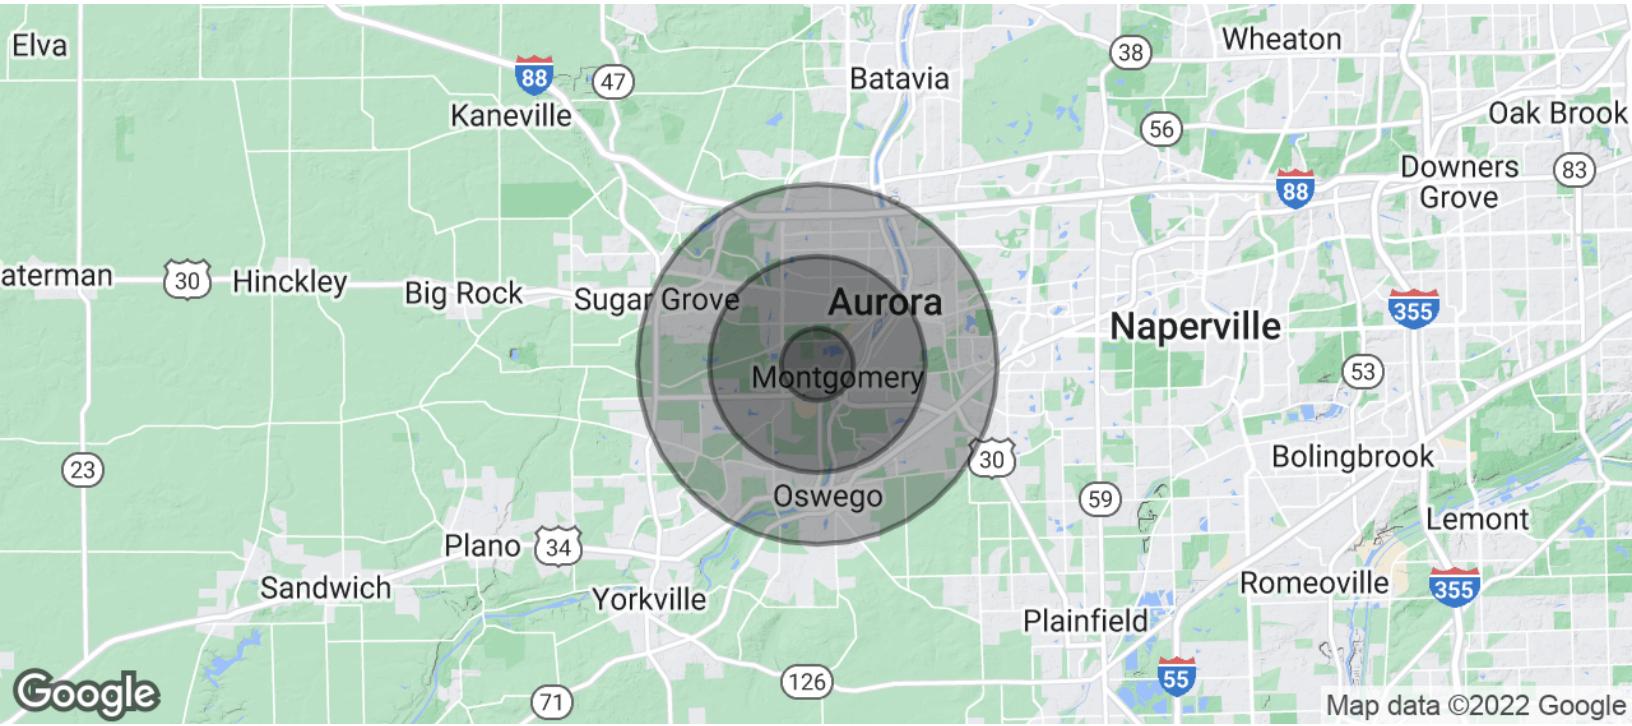 Elva
Wheaton
38
88
Batavia
47
Oak Brook
Kaneville
56
Downers
Grove
83
88
aterman
30
Hinckley
Big Rock
Sugar Grove
Aurora
355
Naperville
53
Montgomery
30
Bolingbrook
23
Oswego
59
Lemont
Plano
34
Sandwich
Romeoville
355
Yorkville
Plainfield
55
126
Google
71
Map data ©2022 Google